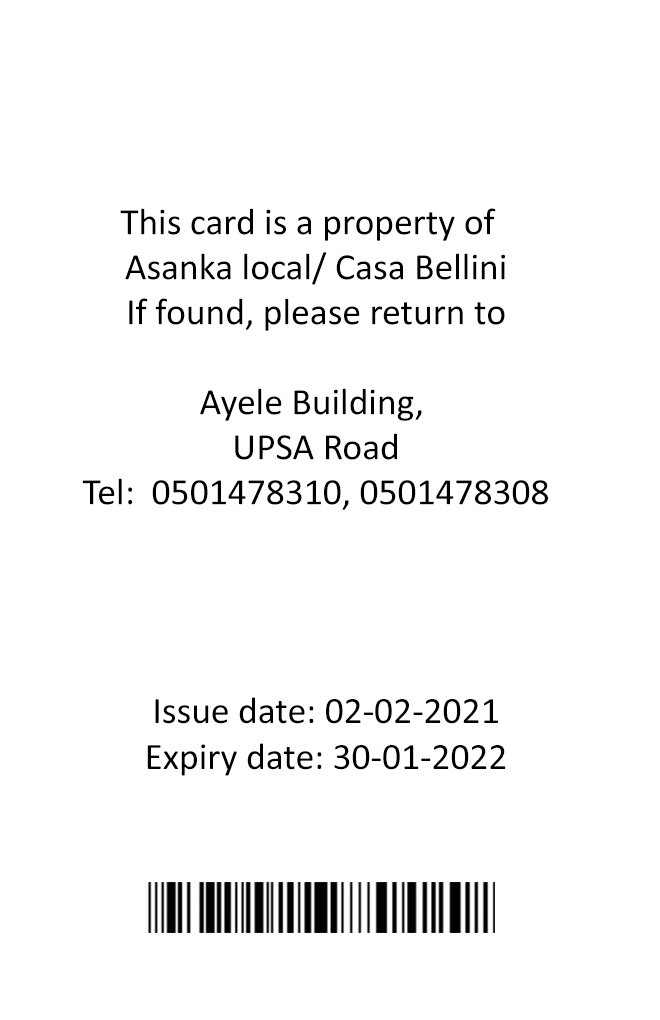 This card is a property of
Asanka local/ Casa Bellini
If found, please return to
Ayele Building,
UPSA Road
Tel:  0501478310, 0501478308
Issue date: 02-02-2021
Expiry date: 30-01-2022